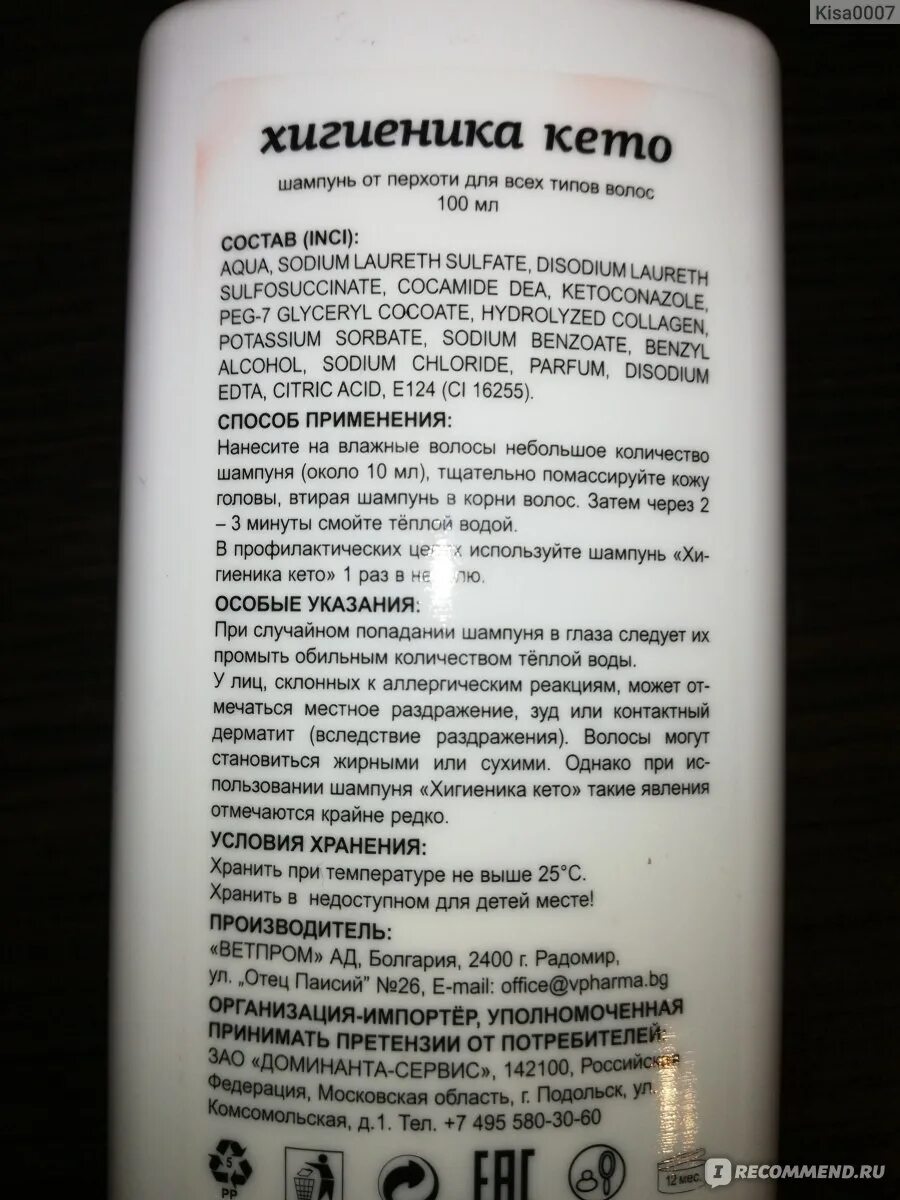 Kisa0007
хигиеника кето
шампунь от перхоти для всех типов волос
100 мл
СОСТАВ (INCI):
AQUA, SODIUM LAURETH SULFATE, DISODIUM LAURETH
SULFOSUCCINATE, COCAMIDE DEA, KETOCONAZOLE,
PEG-7 GLYCERYL COCOATE, HYDROLYZED COLLAGEN,
POTASSIUM SORBATE, SODIUM BENZOATE, BENZYL
ALCOHOL, SODIUM CHLORIDE, PARFUM, DISODIUM
EDTA, CITRIC ACID, E124 (CI 16255).
СПОСОБ ПРИМЕНЕНИЯ:
Нанесите на влажные волосы небольшое количество
шампуня (около 10 мл), тщательно помассируйте кожу
головы, втирая шампунь в корни волос. Затем через 2
– 3 минуты смойте тёплой водой.
В профилактических целях используйте шампунь «Хи-
гиеника кето» 1 раз в неделю.
ОСОБЫЕ УКАЗАНИЯ:
При случайном попадании шампуня в глаза следует их
промыть обильным количеством тёплой воды.
У лиц, склонных к аллергическим реакциям, может от-
мечаться местное раздражение, зуд или контактный
дерматит (вследствие раздражения). Волосы могут
становиться жирными или сухими. Однако при ис-
пользовании шампуня «Хигиеника кето» такие явления
отмечаются крайне редко.
УСЛОВИЯ ХРАНЕНИЯ:
Хранить при температуре не выше 25°С.
Хранить в недоступном для детей месте!
ПРОИЗВОДИТЕЛЬ:
«ВЕТПРОМ» АД, Болгария, 2400 г. Радомир,
ул. „Отец Паисий" №26, E-mail: office@vpharma.bg
ОРГАНИЗАЦИЯ-ИМПОРТЁР, УПОЛНОМОЧЕННАЯ
ПРИНИМАТЬ ПРЕТЕНЗИИ ОТ ПОТРЕБИТЕЛЕЙ:
ЗАО «ДОМИНАНТА-СЕРВИС», 142100, Российская
Федерация, Московская область, г. Подольск, ул.
Комсомольская, д.1. Тел. +7 495 580-30-60
5
PP
EAC
12 мес.
I RECOMMEND.RU